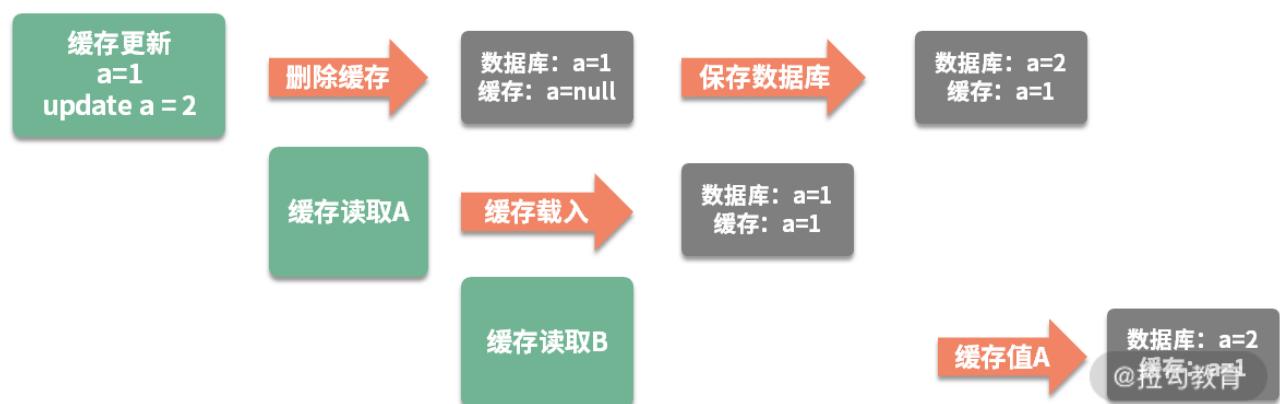 缓存更新
a=1
update a = 2
删除缓存
数据库：a=1
缓存：a=null
保存数据库
数据库：a=2
缓存：a=1
缓存读取A
缓存载入
数据库：a=1
缓存：a=1
缓存读取B
缓存值A
数据库：a=2
缓存：a=1
@拉勾教育